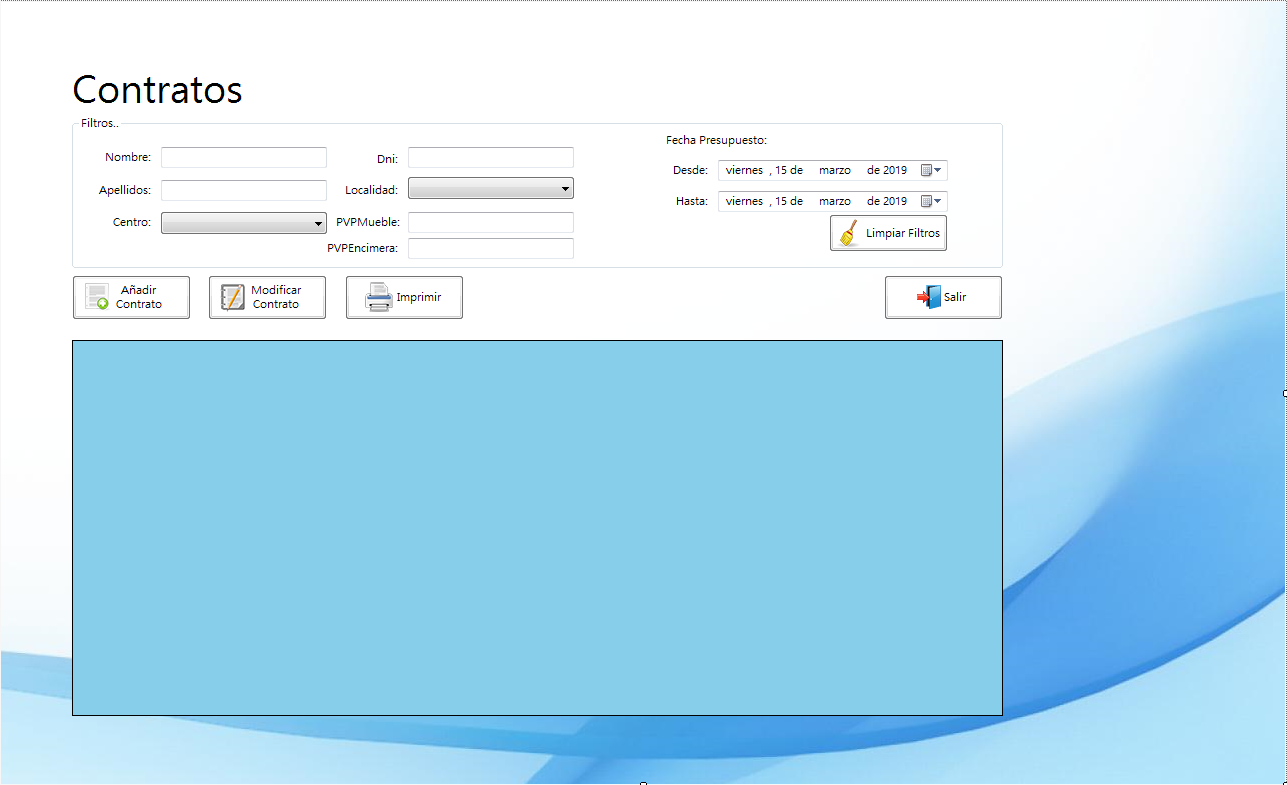 Contratos
Filtros..
Nombre:
Dni:
Fecha Presupuesto:
Desde: viernes , 15 de marzo de 2019
Apellidos:
Localidad:
Hasta: viernes , 15 de marzo de 2019
Centro:
PVPMueble:
Limpiar Filtros
PVPEncimera:
Añadir
Contrato
Modificar
Contrato
Imprimir
Salir